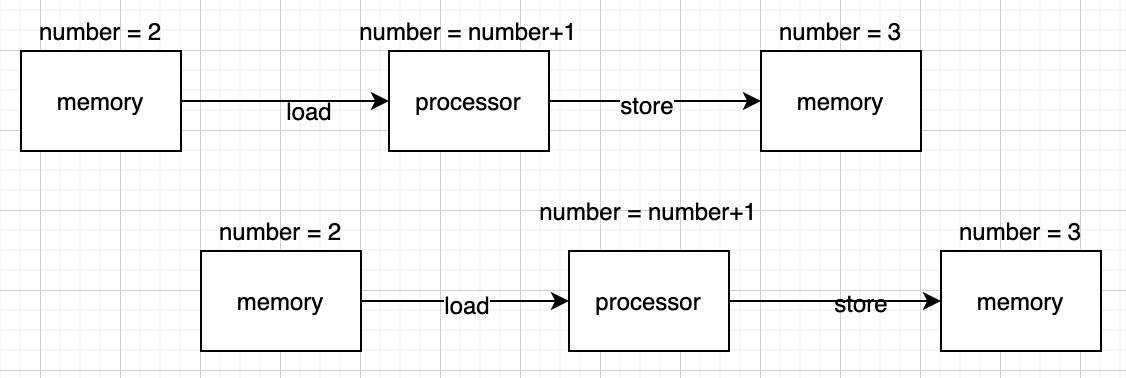 number = 2
number = number+1
number = 3
memory
load
processor
store
memory
number = 2
number = number+1
number = 3
memory
load
processor
store
memory